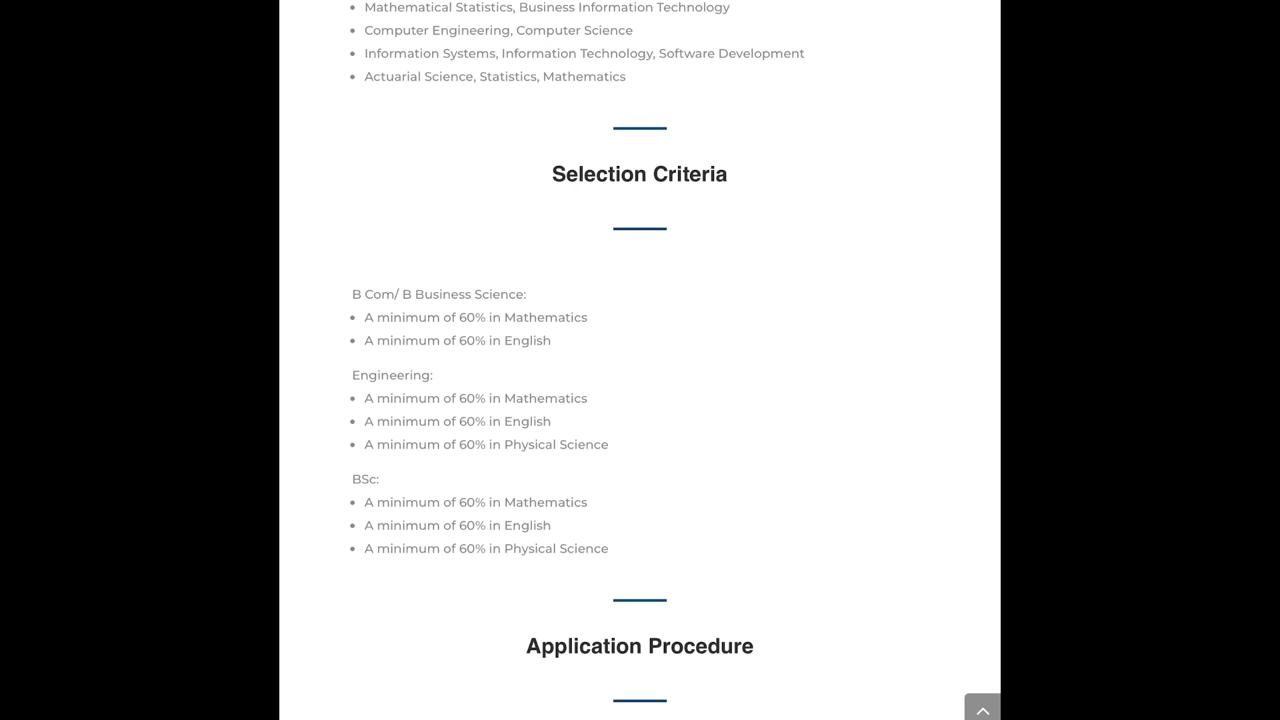 • Mathematical Statistics, Business Information Technology
• Computer Engineering, Computer Science
• Information Systems, Information Technology, Software Development
• Actuarial Science, Statistics, Mathematics
Selection Criteria
B Com/ B Business Science:
• A minimum of 60% in Mathematics
• A minimum of 60% in English
Engineering:
• A minimum of 60% in Mathematics
• A minimum of 60% in English
• A minimum of 60% in Physical Science
BSc:
• A minimum of 60% in Mathematics
• A minimum of 60% in English
• A minimum of 60% in Physical Science
Application Procedure